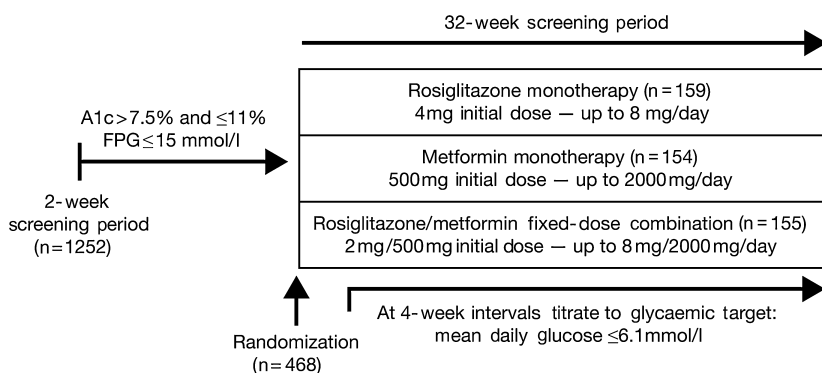 32-week screening period
Rosiglitazone monotherapy (n=159)
4mg initial dose — up to 8 mg/day
A1c>7.5% and ≤11%
FPG≤15 mmol/l
Metformin monotherapy (n=154)
500mg initial dose — up to 2000mg/day
2-week
screening period
(n=1252)
Rosiglitazone/metformin fixed-dose combination (n=155)
2mg/500mg initial dose — up to 8mg/2000mg/day
At 4-week intervals titrate to glycaemic target:
mean daily glucose ≤6.1mmol/l
Randomization
(n=468)